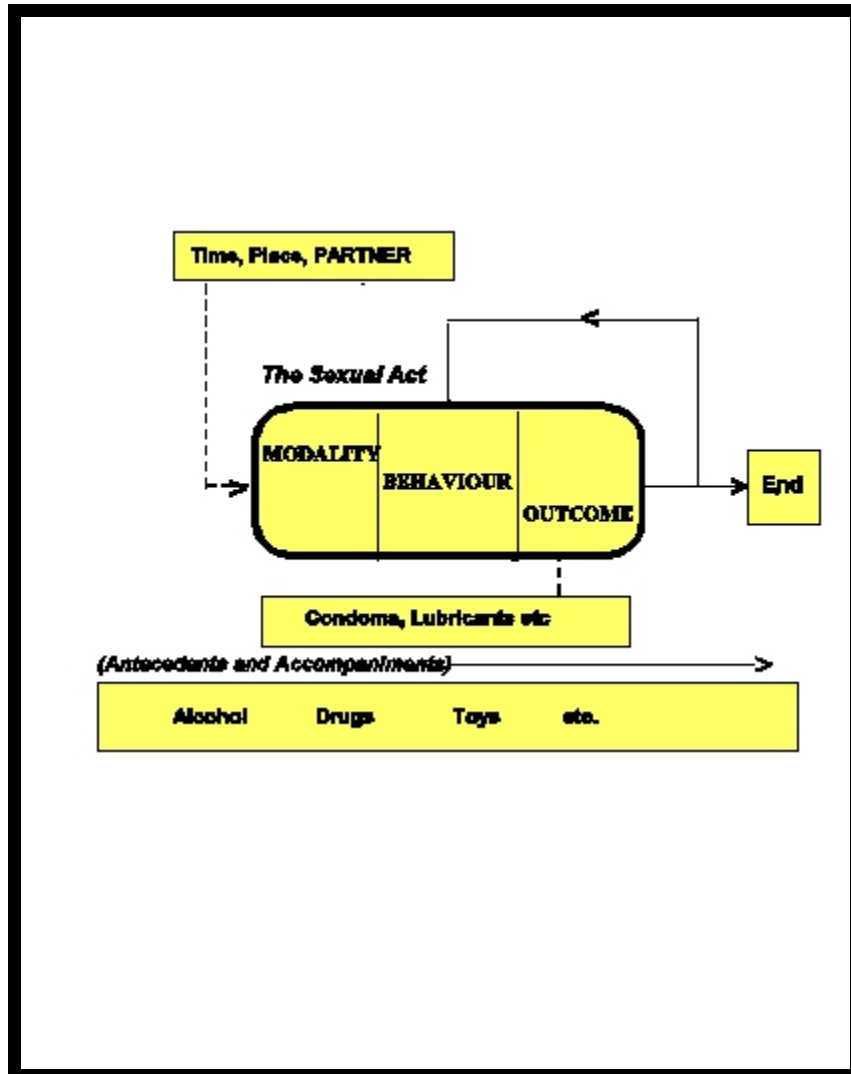 Time, Place, PARTNER
The Sexual Act
MODALITY
BEHAVIOUR
OUTCOME
End
Condoms, Lubricants etc
(Antecedents and Accompaniments)
Alcohol Drugs Toys etc.